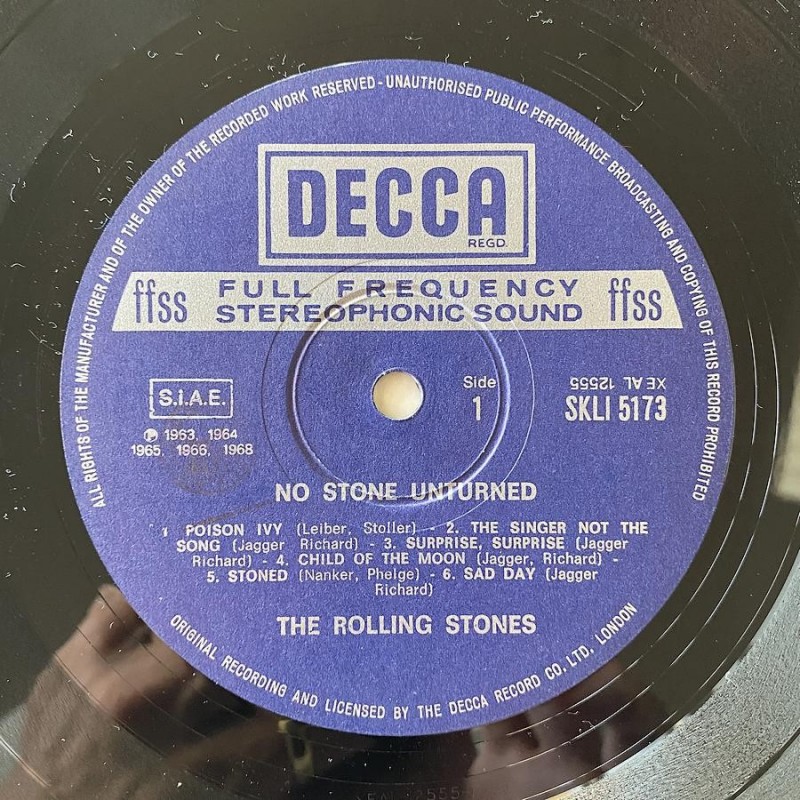 ALL RIGHTS OF THE MANUFACTURER AND OF THE OWNER OF THE RECORDED WORK RESERVED - UNAUTHORISED PUBLIC PERFORMANCE BROADCASTING AND COPYING OF THIS RECORD PROHIBITED
DECCA
REGD.
ffss FULL FREQUENCY ffss
STEREOPHONIC SOUND
S.I.A.E.
℗ 1963, 1964
1965, 1966, 1968
Side
1
XEAL 12555
SKLI 5173
NO STONE UNTURNED
1 POISON IVY (Leiber, Stoller) - 2. THE SINGER NOT THE
SONG (Jagger Richard) - 3. SURPRISE, SURPRISE (Jagger
Richard) - 4. CHILD OF THE MOON (Jagger, Richard) -
5. STONED (Nanker, Phelge) - 6. SAD DAY (Jagger
Richard)
THE ROLLING STONES
ORIGINAL RECORDING AND LICENSED BY THE DECCA RECORD CO. LTD. LONDON